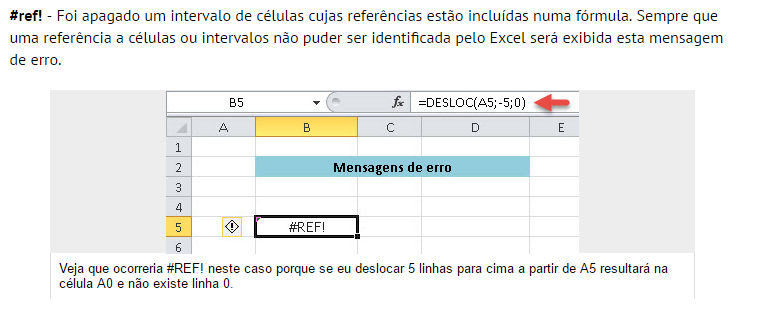 #ref! - Foi apagado um intervalo de células cujas referências estão incluídas numa fórmula. Sempre que
uma referência a células ou intervalos não puder ser identificada pelo Excel será exibida esta mensagem
de erro.
B5 fx =DESLOC(A5;-5;0)
A B C D E
1
2 Mensagens de erro
3
4
5 #REF!
6
Veja que ocorreria #REF! neste caso porque se eu deslocar 5 linhas para cima a partir de A5 resultará na
célula A0 e não existe linha 0.